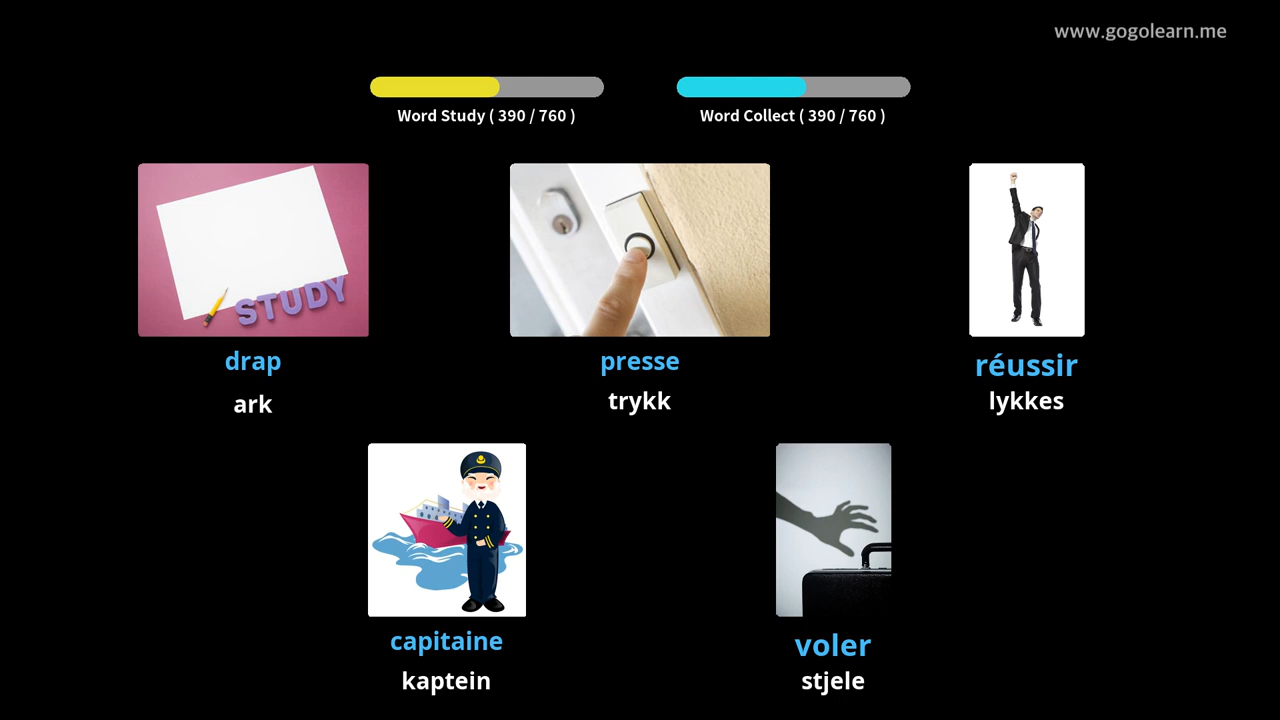 www.gogolearn.me
Word Study ( 390 / 760 )
Word Collect ( 390 / 760 )
STUDY
drap
presse
réussir
ark
trykk
lykkes
capitaine
voler
kaptein
stjele